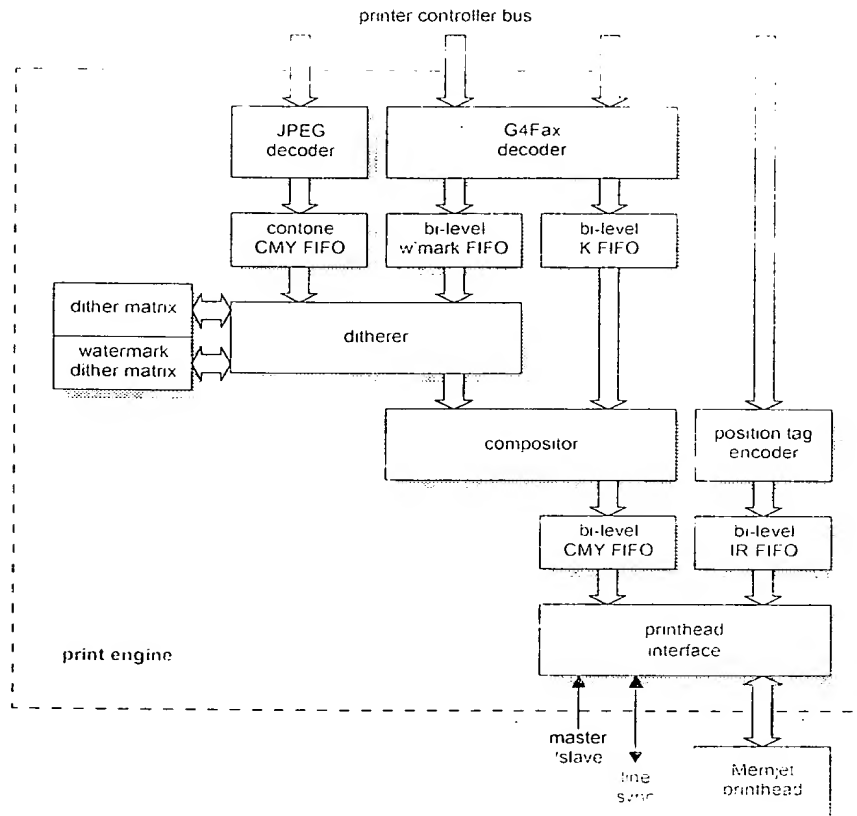 printer controller bus
JPEG
decoder
G4Fax
decoder
contone
CMY FIFO
bi-level
w'mark FIFO
bi-level
K FIFO
dither matrix
watermark
dither matrix
ditherer
compositor
position tag
encoder
bi-level
CMY FIFO
bi-level
IR FIFO
printhead
interface
print engine
master
/slave
line
sync
Memjet
printhead